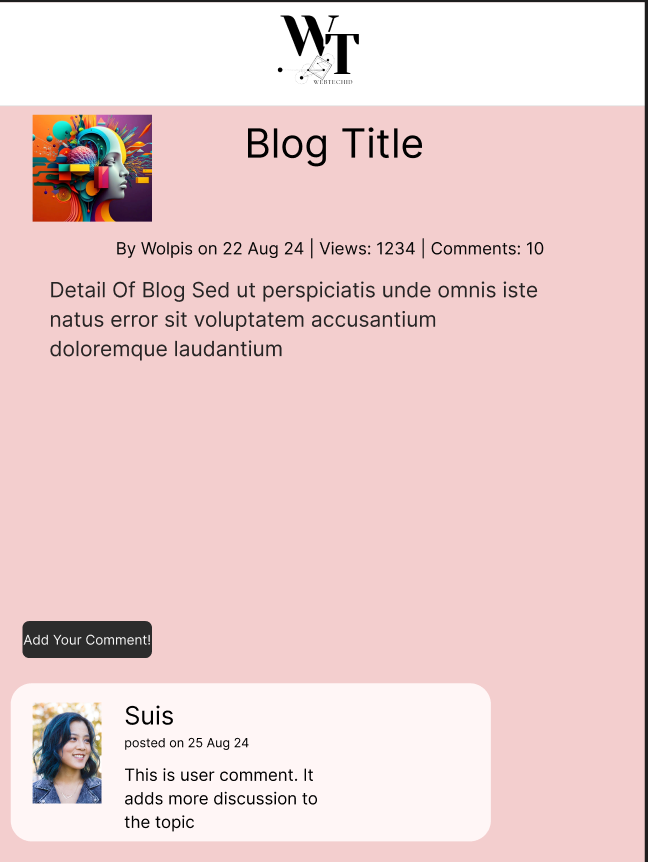 WT
WEBTECHID
Blog Title
By Wolpis on 22 Aug 24 | Views: 1234 | Comments: 10
Detail Of Blog Sed ut perspiciatis unde omnis iste
natus error sit voluptatem accusantium
doloremque laudantium
Add Your Comment!
Suis
posted on 25 Aug 24
This is user comment. It
adds more discussion to
the topic